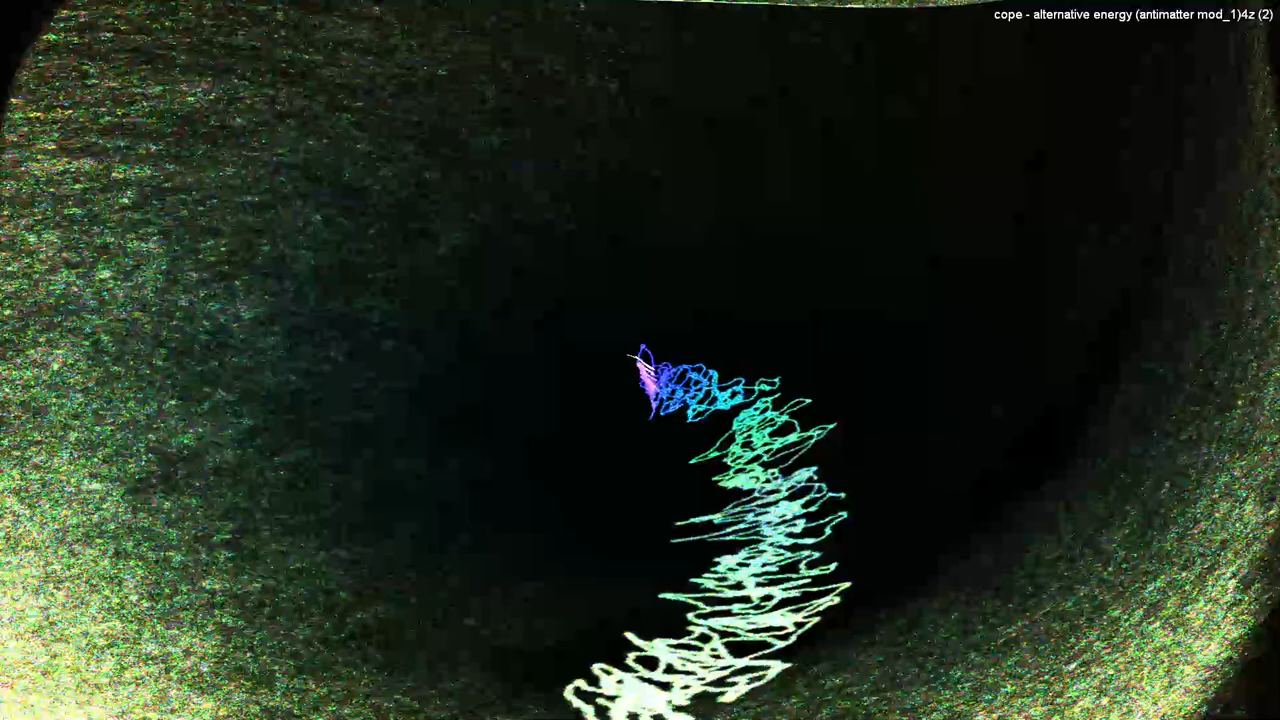 cope - alternative energy (antimatter mod_1)4z (2)